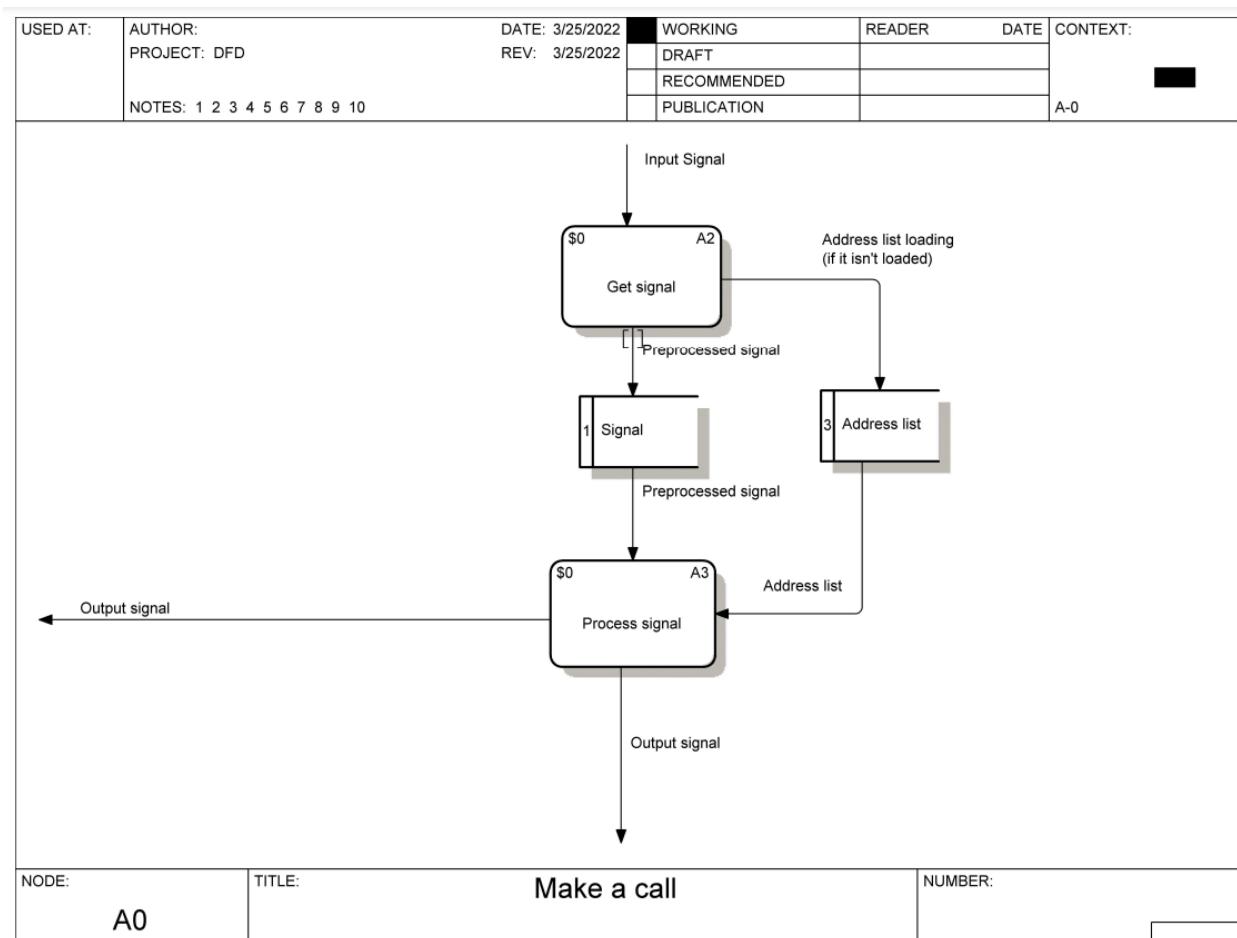 USED AT:
AUTHOR:
DATE: 3/25/2022
WORKING
READER
DATE
CONTEXT:
PROJECT: DFD
REV: 3/25/2022
DRAFT
RECOMMENDED
NOTES: 1 2 3 4 5 6 7 8 9 10
PUBLICATION
A-0
Input Signal
$0
A2
Get signal
Address list loading
(if it isn't loaded)
Preprocessed signal
1
Signal
3
Address list
Preprocessed signal
$0
A3
Process signal
Address list
Output signal
Output signal
NODE:
TITLE:
Make a call
NUMBER:
A0